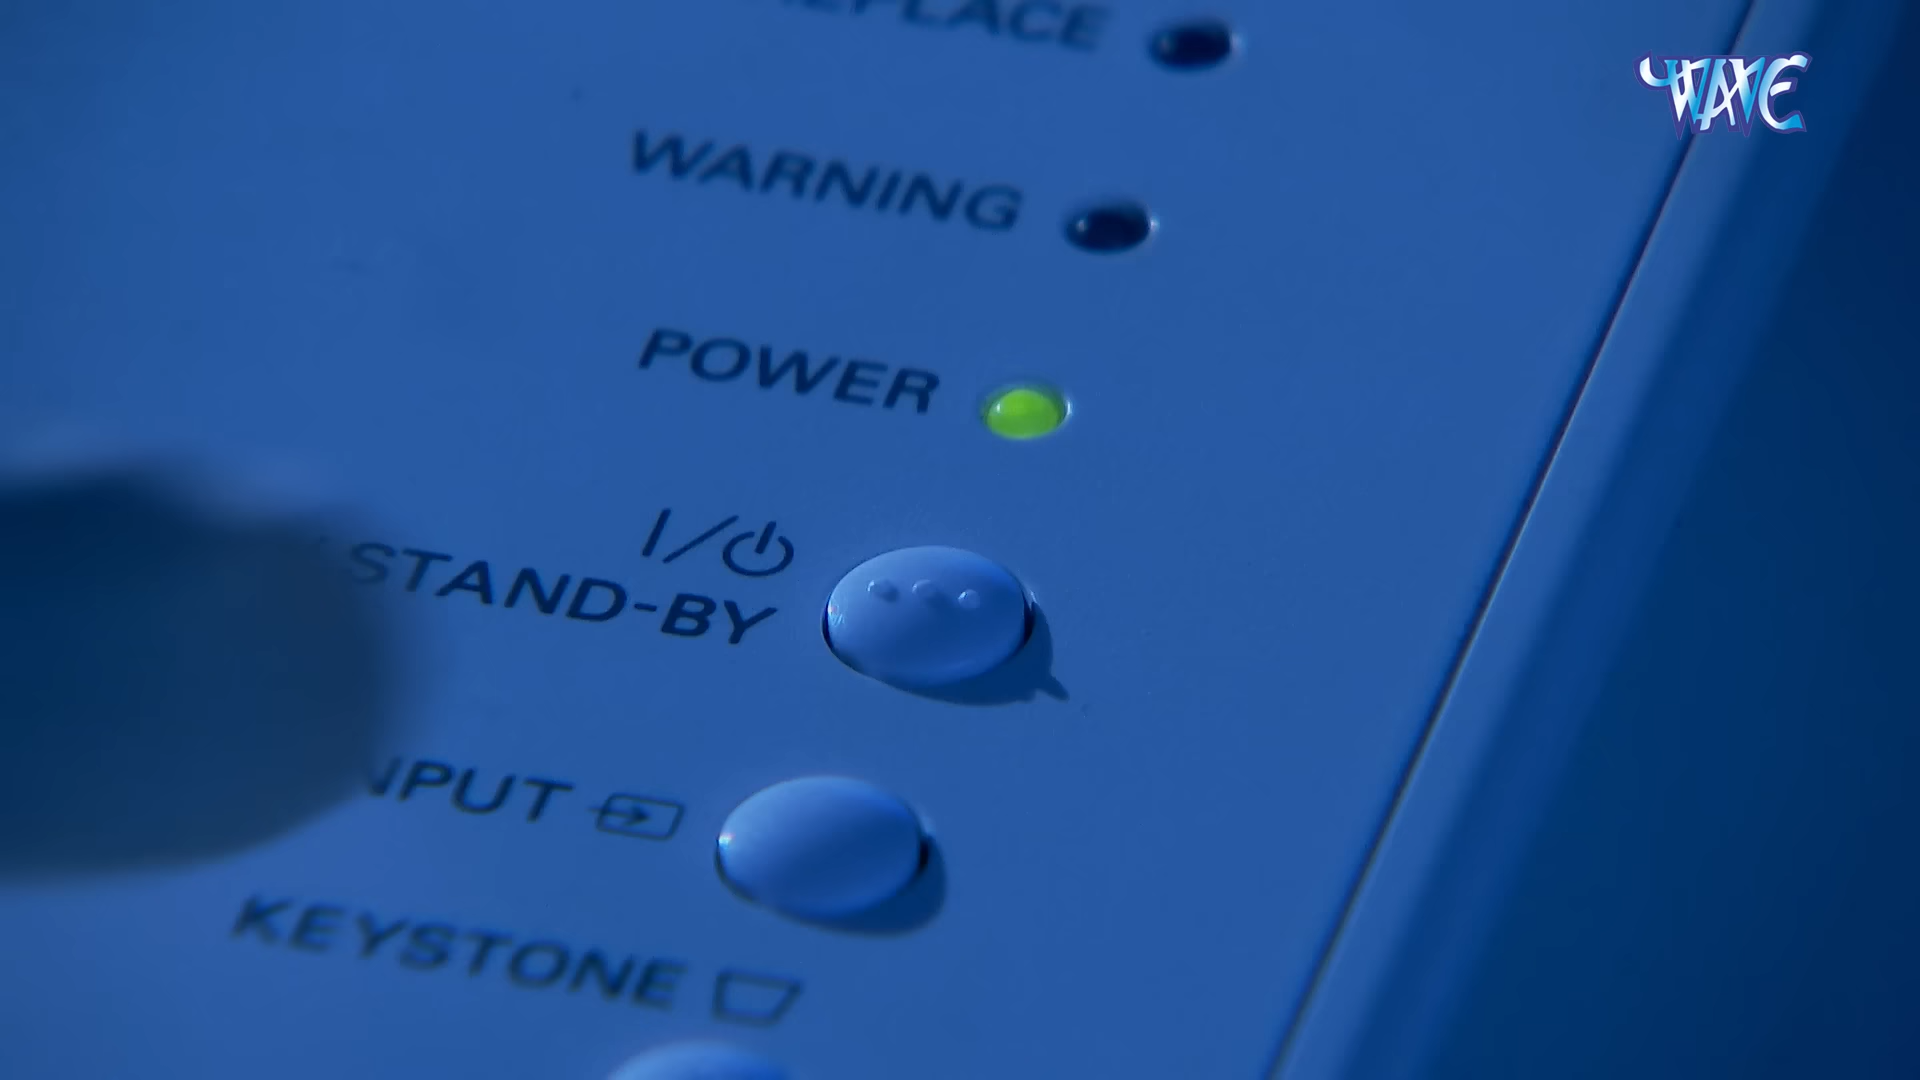 WAVE
WARNING
POWER
I/⏻
STAND-BY
KEYSTONE